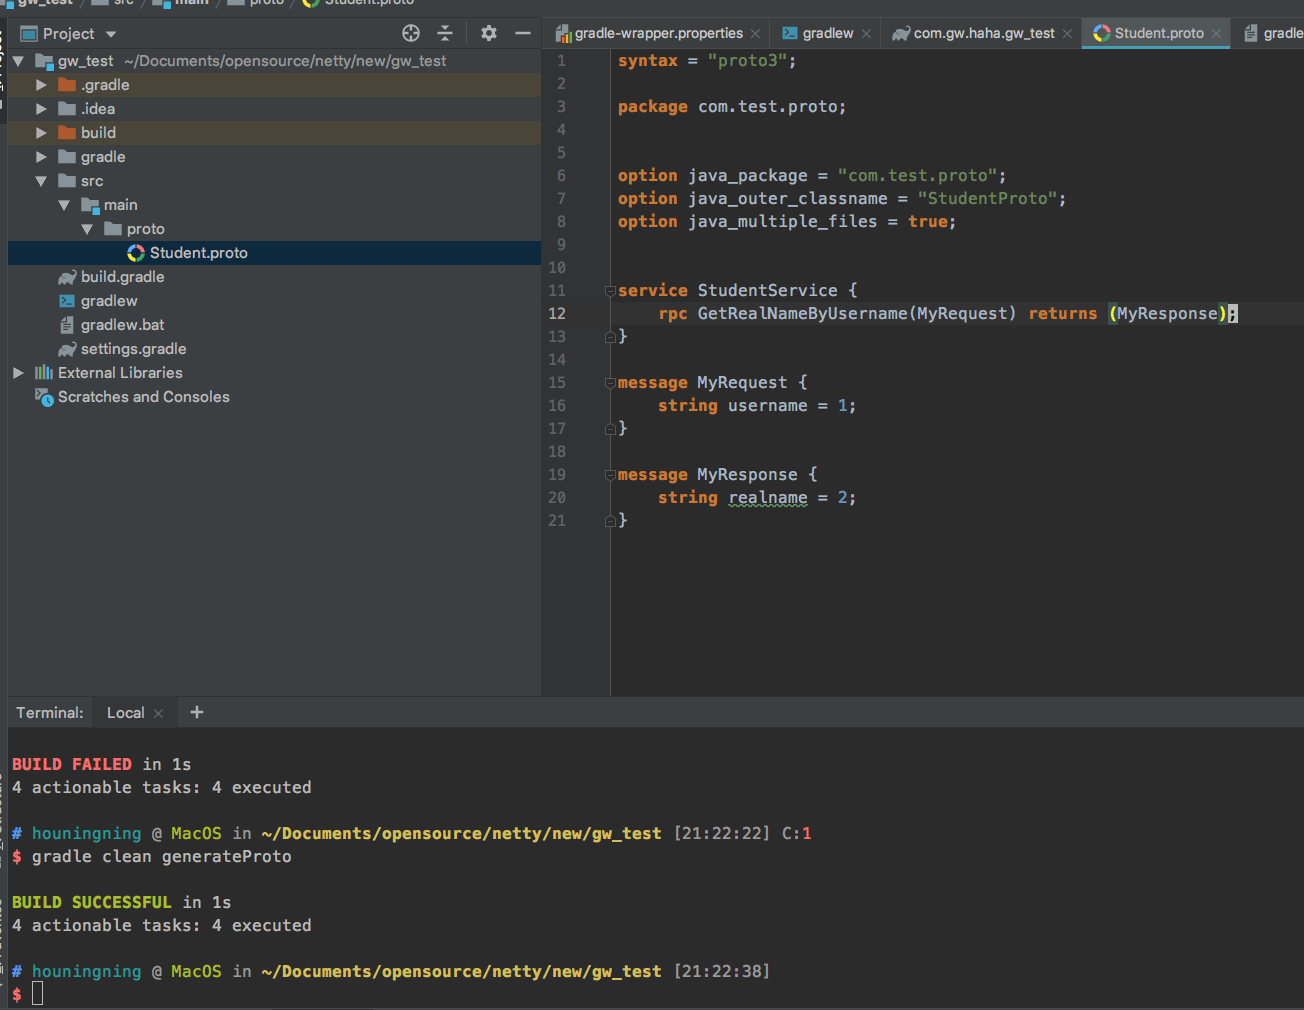 gw_test src main proto Student.proto
Project
gradle-wrapper.properties gradlew com.gw.haha.gw_test Student.proto gradle
gw_test ~/Documents/opensource/netty/new/gw_test
.gradle
.idea
build
gradle
src
main
proto
Student.proto
build.gradle
gradlew
gradlew.bat
settings.gradle
External Libraries
Scratches and Consoles
1 syntax = "proto3";
2
3 package com.test.proto;
4
5
6 option java_package = "com.test.proto";
7 option java_outer_classname = "StudentProto";
8 option java_multiple_files = true;
9
10
11 service StudentService {
12 rpc GetRealNameByUsername(MyRequest) returns (MyResponse);
13 }
14
15 message MyRequest {
16 string username = 1;
17 }
18
19 message MyResponse {
20 string realname = 2;
21 }
Terminal: Local +
BUILD FAILED in 1s
4 actionable tasks: 4 executed
# houningning @ MacOS in ~/Documents/opensource/netty/new/gw_test [21:22:22] C:1
$ gradle clean generateProto
BUILD SUCCESSFUL in 1s
4 actionable tasks: 4 executed
# houningning @ MacOS in ~/Documents/opensource/netty/new/gw_test [21:22:38]
$